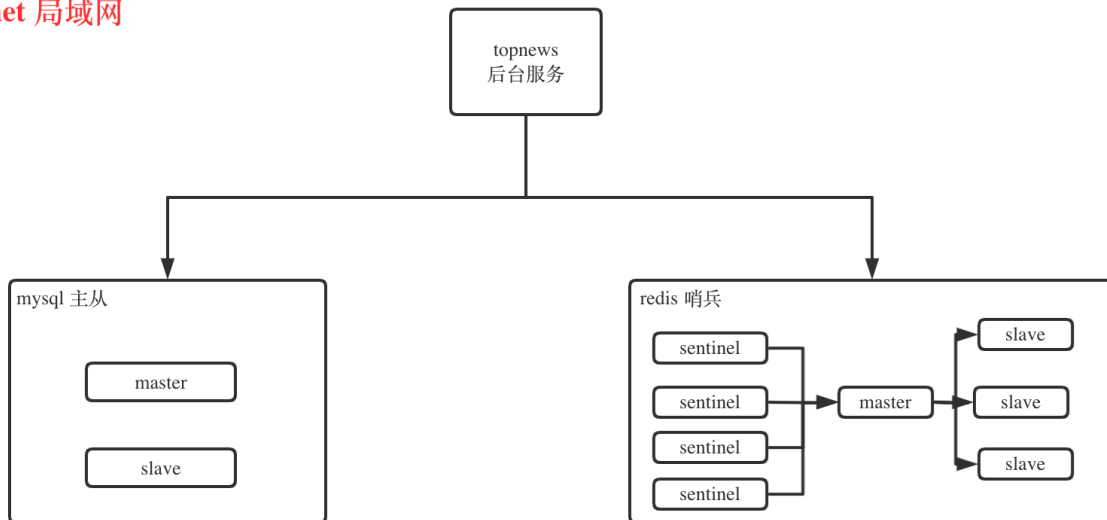 et 局域网
topnews
后台服务
mysql 主从
master
slave
redis 哨兵
sentinel
sentinel
sentinel
sentinel
master
slave
slave
slave